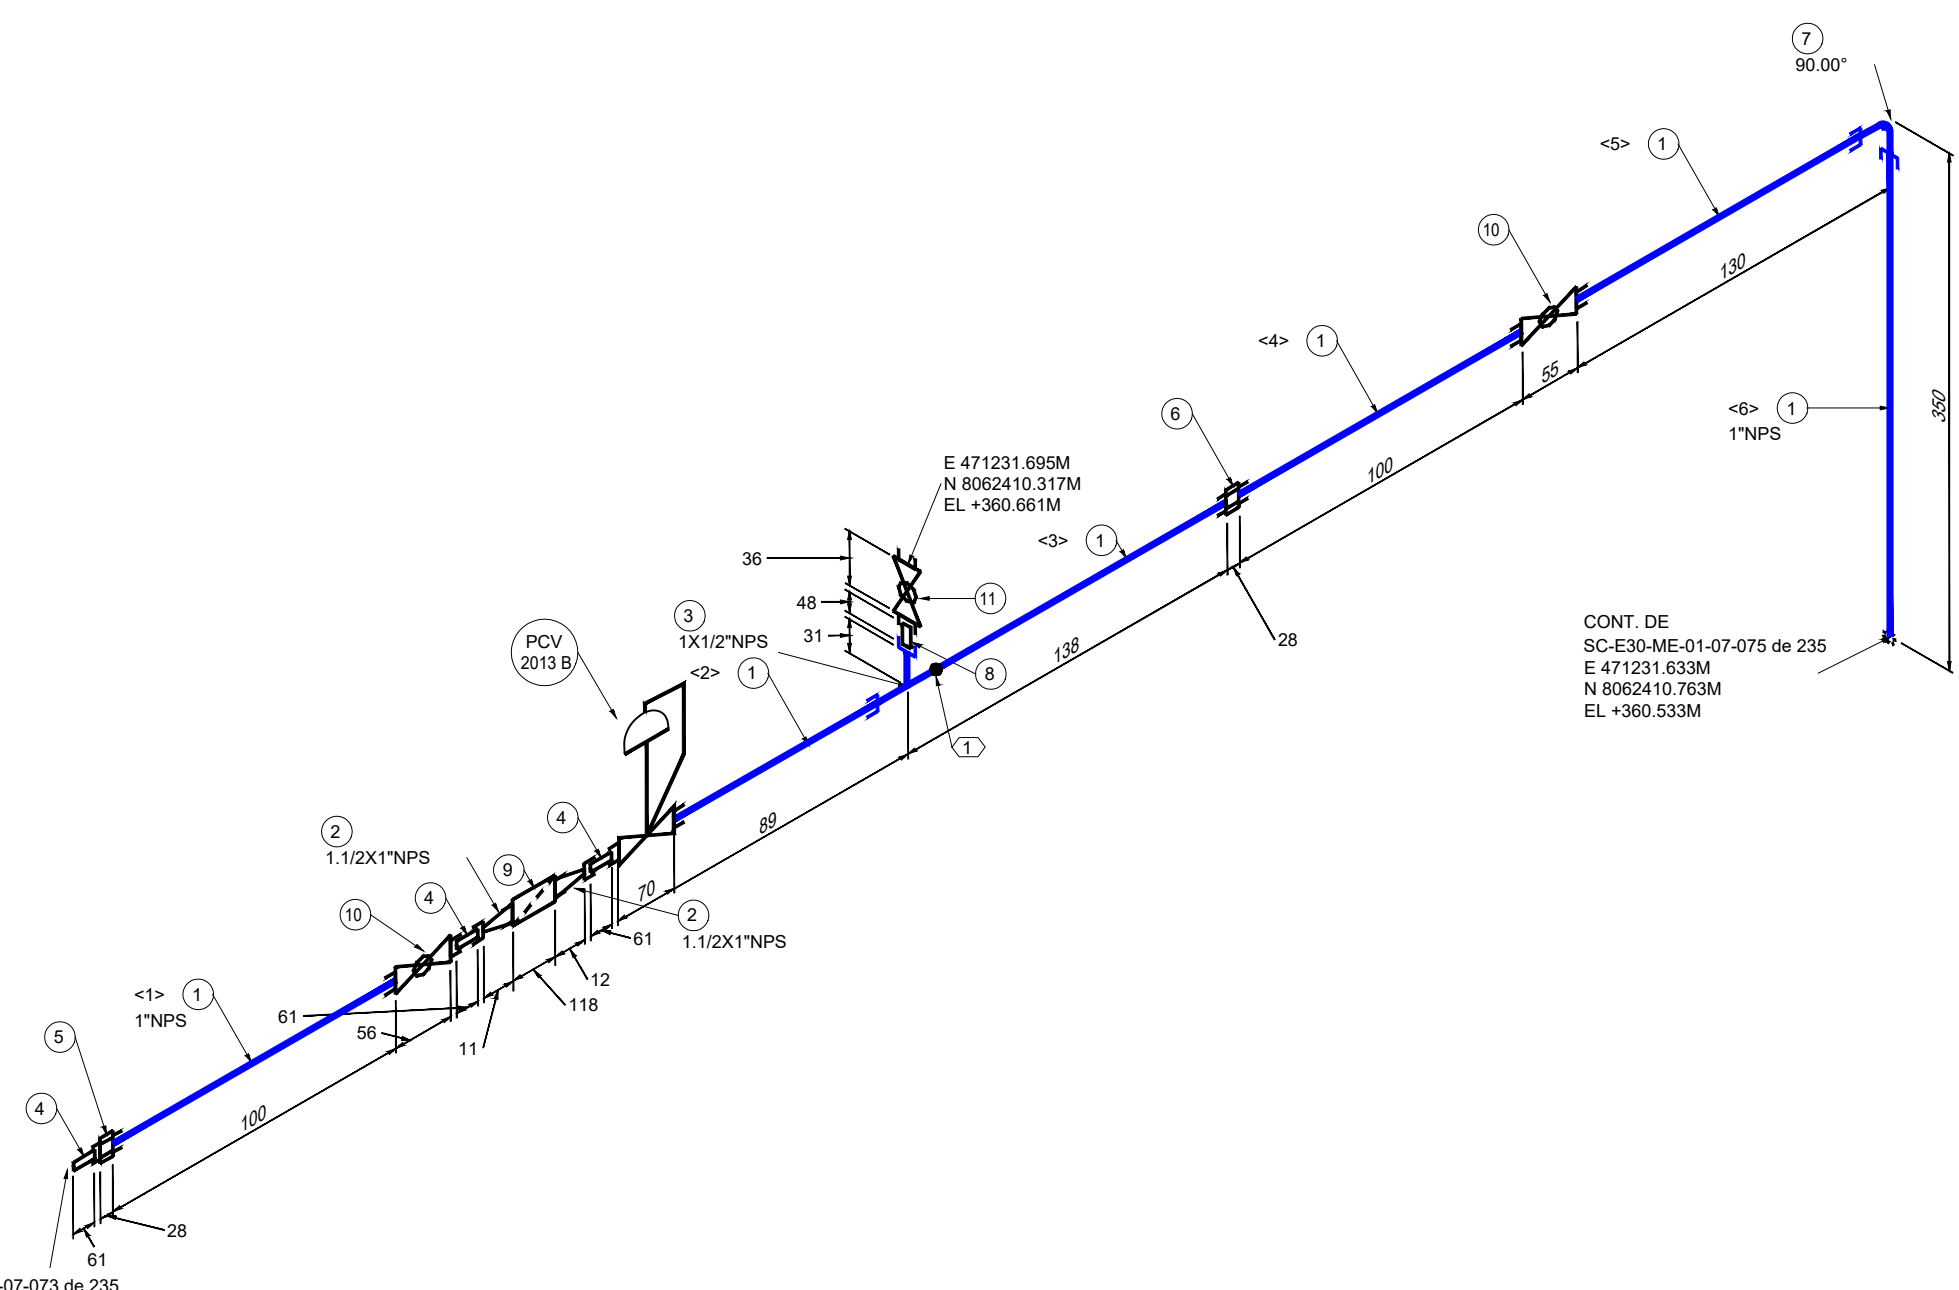 7
90.00°
<5> 1
10
130
<4> 1
55
350
<6> 1
1"NPS
6
100
E 471231.695M
N 8062410.317M
EL +360.661M
<3> 1
36
11
48
3
31
1X1/2"NPS
28
138
CONT. DE
SC-E30-ME-01-07-075 de 235
E 471231.633M
N 8062410.763M
EL +360.533M
PCV
2013 B
<2> 1
8
1
4
89
2
1.1/2X1"NPS
9
4
70
10
2
1.1/2X1"NPS
61
12
118
<1> 1
1"NPS
61
56
11
5
4
100
28
61
-07-073 de 235